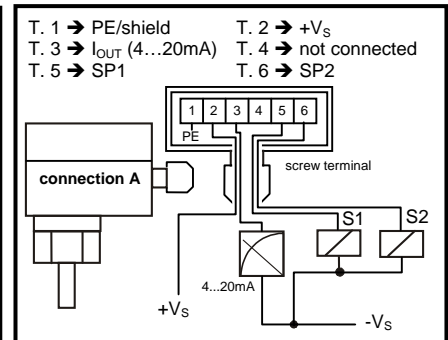 T. 1 ➔ PE/shield T. 2 ➔ +VS
T. 3 ➔ IOUT (4…20mA) T. 4 ➔ not connected
T. 5 ➔ SP1 T. 6 ➔ SP2
1 2 3 4 5 6
PE
screw terminal
connection A
S1 S2
4...20mA
+VS
-VS